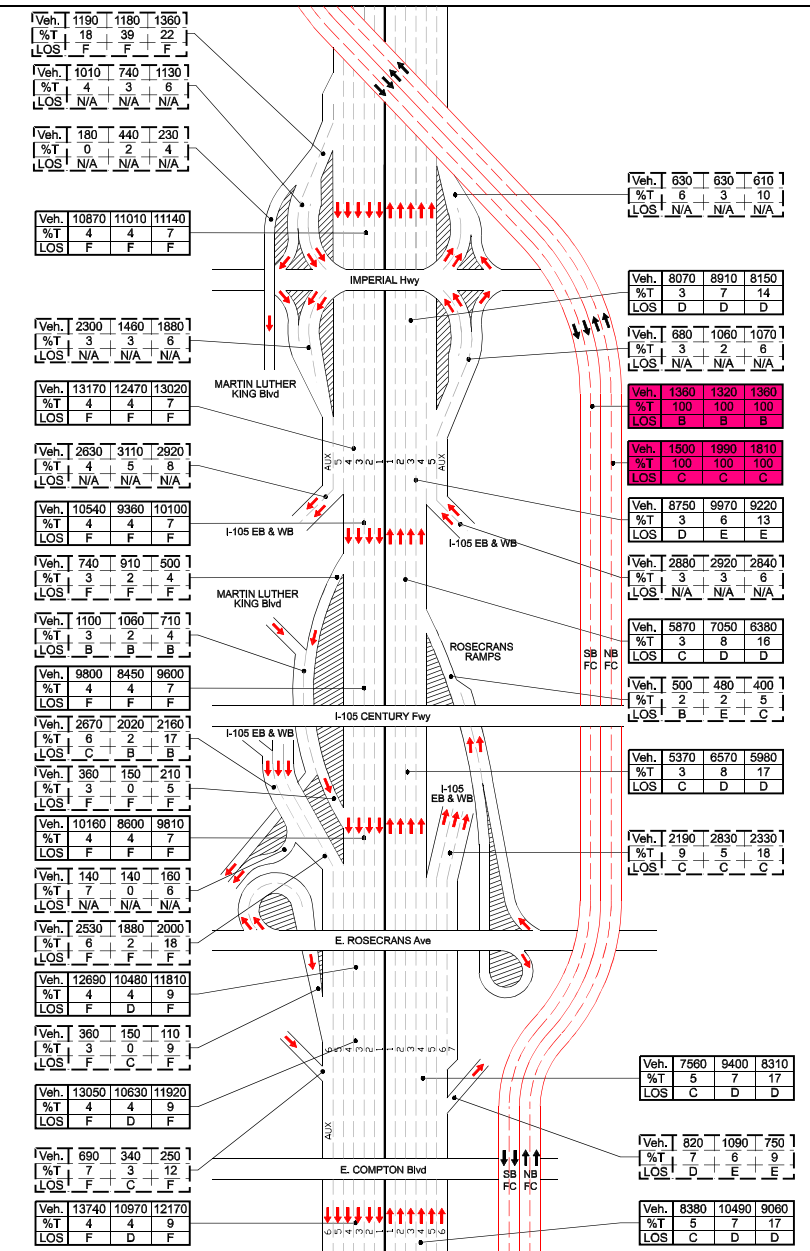 Veh. 1190 1180 1360
%T 18 39 22
LOS F F F
Veh. 1010 740 1130
%T 4 3 6
LOS N/A N/A N/A
Veh. 180 440 230
%T 0 2 4
LOS N/A N/A N/A
Veh. 630 630 610
%T 6 3 10
LOS N/A N/A N/A
Veh. 10870 11010 11140
%T 4 4 7
LOS F F F
IMPERIAL Hwy
Veh. 8070 8910 8150
%T 3 7 14
LOS D D D
Veh. 2300 1460 1880
%T 3 3 6
LOS N/A N/A N/A
Veh. 680 1060 1070
%T 3 2 6
LOS N/A N/A N/A
MARTIN LUTHER
KING Blvd
Veh. 13170 12470 13020
%T 4 4 7
LOS F F F
Veh. 1360 1320 1360
%T 100 100 100
LOS B B B
AUX 5 4 3 2 1 1 2 3 4 5 AUX
Veh. 2630 3110 2920
%T 4 5 8
LOS N/A N/A N/A
Veh. 1500 1990 1810
%T 100 100 100
LOS C C C
Veh. 10540 9360 10100
%T 4 4 7
LOS F F F
I-105 EB & WB
I-105 EB & WB
Veh. 8750 9970 9220
%T 3 6 13
LOS D E E
Veh. 740 910 500
%T 3 2 4
LOS F F F
Veh. 2880 2920 2840
%T 3 3 6
LOS N/A N/A N/A
MARTIN LUTHER
KING Blvd
Veh. 1100 1060 710
%T 3 2 4
LOS B B B
Veh. 5870 7050 6380
%T 3 8 16
LOS C D D
ROSECRANS
RAMPS
SB NB
FC FC
Veh. 9800 8450 9600
%T 4 4 7
LOS F F F
Veh. 500 480 400
%T 2 2 5
LOS B E C
I-105 CENTURY Fwy
Veh. 2670 2020 2160
%T 6 2 17
LOS C B B
I-105 EB & WB
Veh. 360 150 210
%T 3 0 5
LOS F F F
Veh. 5370 6570 5980
%T 3 8 17
LOS C D D
I-105
EB & WB
Veh. 10160 8600 9810
%T 4 4 7
LOS F F F
Veh. 2190 2830 2330
%T 9 5 18
LOS C C C
Veh. 140 140 160
%T 7 0 6
LOS N/A N/A N/A
Veh. 2530 1880 2000
%T 6 2 18
LOS F F F
E. ROSECRANS Ave
Veh. 12690 10480 11810
%T 4 4 9
LOS F D F
Veh. 360 150 110
%T 3 0 9
LOS F C F
6 5 4 3 2 1 1 2 3 4 5 6 7
Veh. 7560 9400 8310
%T 5 7 17
LOS C D D
Veh. 13050 10630 11920
%T 4 4 9
LOS F D F
AUX
Veh. 690 340 250
%T 7 3 12
LOS F C F
Veh. 820 1090 750
%T 7 6 9
LOS D E E
E. COMPTON Blvd
SB NB
FC FC
Veh. 13740 10970 12170
%T 4 4 9
LOS F D F
6 5 4 3 2 1 1 2 3 4 5 6
Veh. 8380 10490 9060
%T 5 7 17
LOS C D D